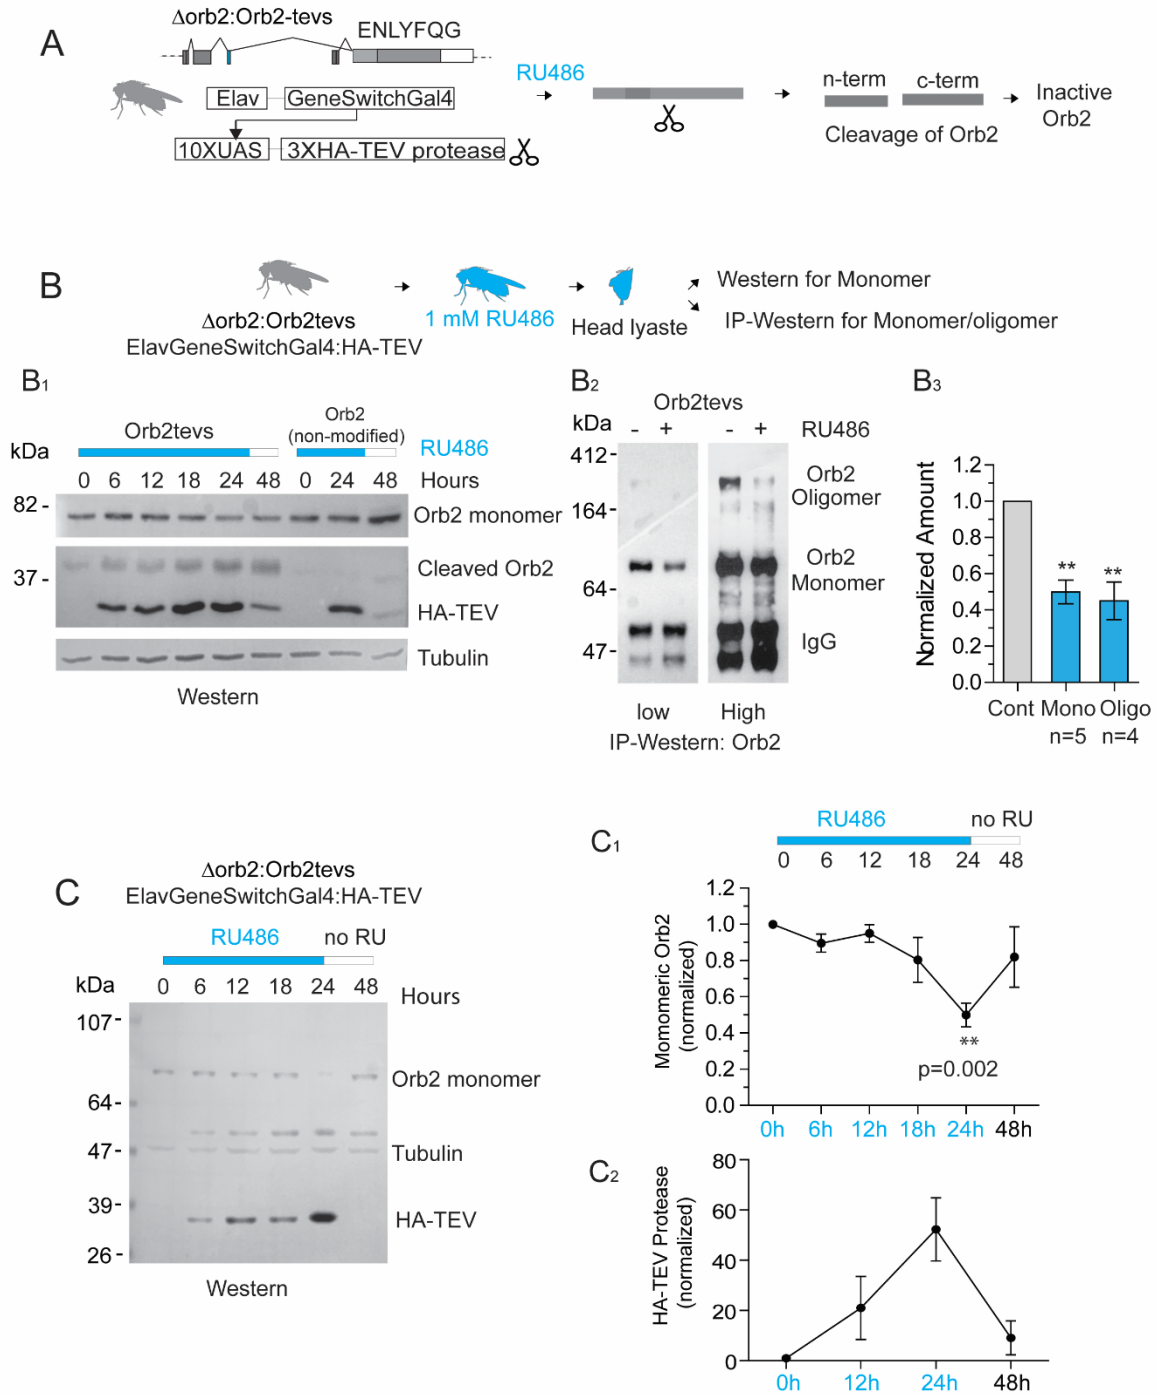 A
Δorb2:Orb2-tevs
ENLYFQG
Elav
GeneSwitchGal4
10XUAS
3XHA-TEV protease
RU486
n-term
c-term
Cleavage of Orb2
Inactive
Orb2
B
Δorb2:Orb2tevs
ElavGeneSwitchGal4:HA-TEV
1 mM RU486
Head lyaste
Western for Monomer
IP-Western for Monomer/oligomer
B1
Orb2tevs
Orb2
(non-modified)
kDa
RU486
0 6 12 18 24 48 0 24 48
Hours
82 -
Orb2 monomer
37 -
Cleaved Orb2
HA-TEV
Tubulin
Western
B2
Orb2tevs
kDa
- + - +
RU486
412 -
164 -
64 -
47 -
Orb2
Oligomer
Orb2
Monomer
IgG
low High
IP-Western: Orb2
B3
Normalized Amount
1.2
1.0
0.8
0.6
0.4
0.2
0.0
** **
Cont Mono Oligo
n=5 n=4
C
Δorb2:Orb2tevs
ElavGeneSwitchGal4:HA-TEV
RU486 no RU
kDa
0 6 12 18 24 48
Hours
107 -
64 -
47 -
39 -
26 -
Orb2 monomer
Tubulin
HA-TEV
Western
C1
RU486 no RU
0 6 12 18 24 48
Momomeric Orb2
(normalized)
1.2
1.0
0.8
0.6
0.4
0.2
0.0
**
p=0.002
0h 6h 12h 18h 24h 48h
C2
HA-TEV Protease
(normalized)
80
60
40
20
0
0h 12h 24h 48h